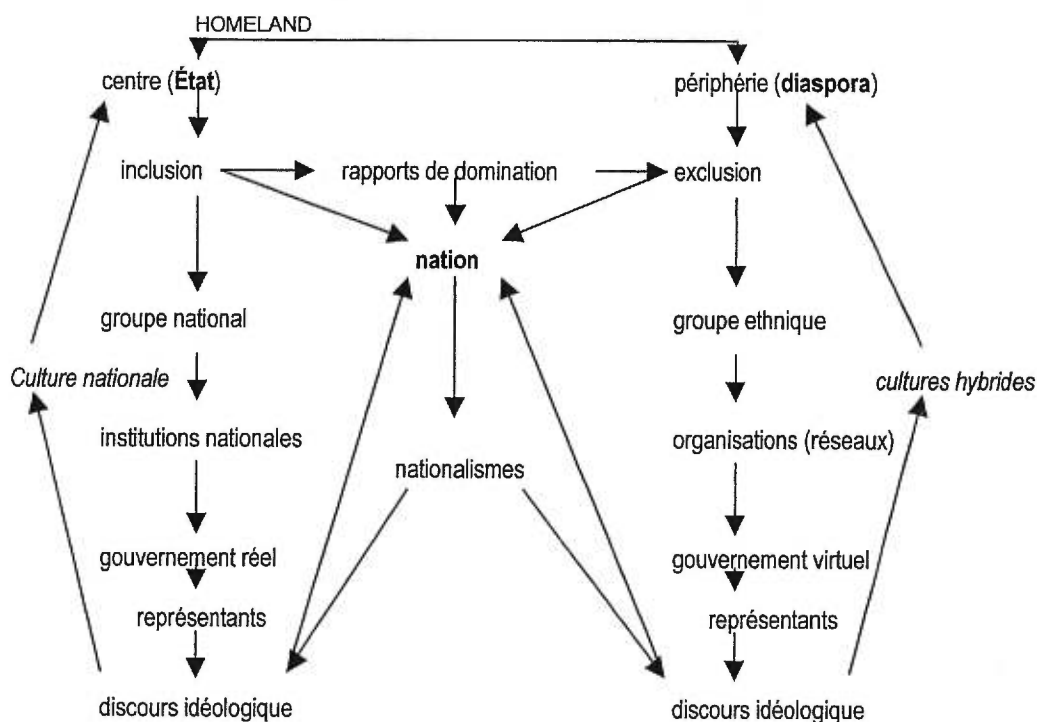 HOMELAND
centre (État)
périphérie (diaspora)
inclusion
rapports de domination
exclusion
nation
groupe national
groupe ethnique
Culture nationale
cultures hybrides
institutions nationales
organisations (réseaux)
nationalismes
gouvernement réel
gouvernement virtuel
représentants
représentants
discours idéologique
discours idéologique